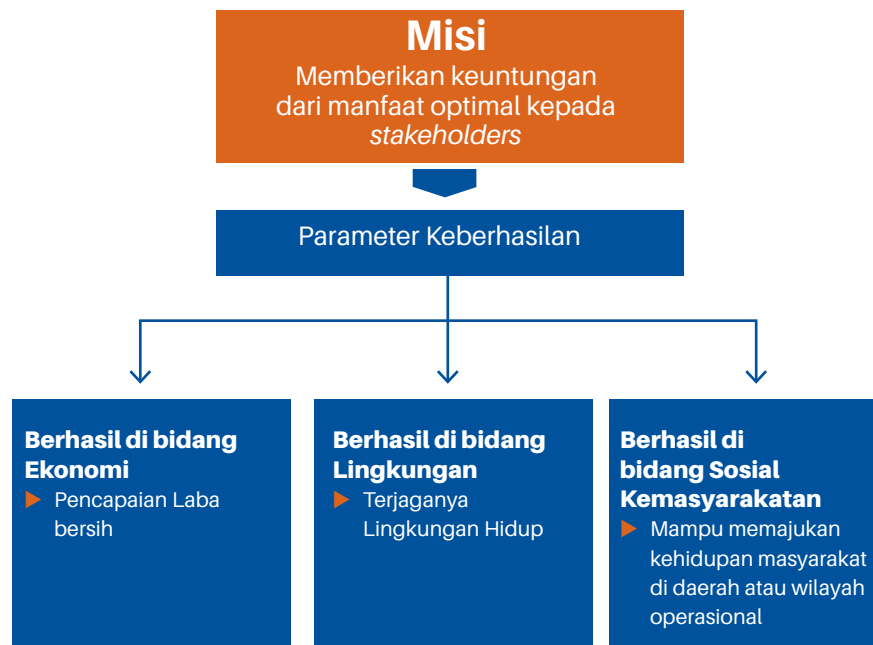 Misi
Memberikan keuntungan
dari manfaat optimal kepada
stakeholders
Parameter Keberhasilan
Berhasil di bidang
Ekonomi
Pencapaian Laba
bersih
Berhasil di bidang
Lingkungan
Terjaganya
Lingkungan Hidup
Berhasil di
bidang Sosial
Kemasyarakatan
Mampu memajukan
kehidupan masyarakat
di daerah atau wilayah
operasional